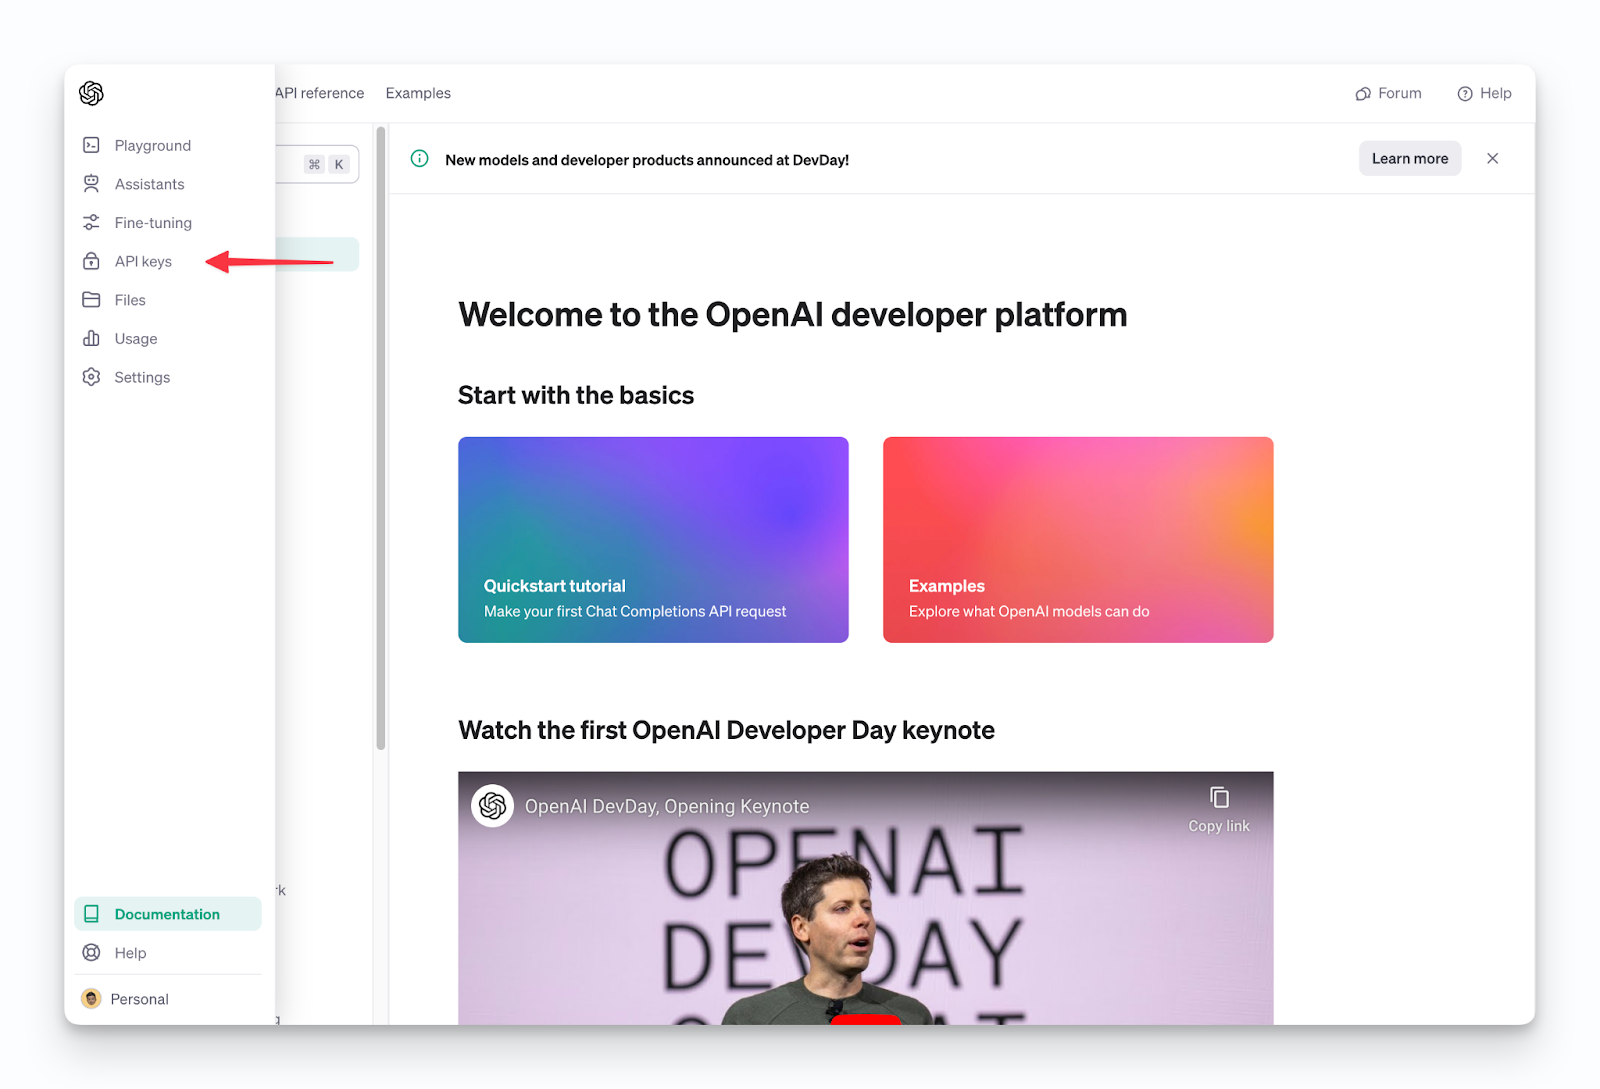 API reference
Examples
Forum
Help
Playground
Assistants
Fine-tuning
API keys
Files
Usage
Settings
⌘ K
New models and developer products announced at DevDay!
Learn more
Welcome to the OpenAI developer platform
Start with the basics
Quickstart tutorial
Make your first Chat Completions API request
Examples
Explore what OpenAI models can do
Watch the first OpenAI Developer Day keynote
OpenAI DevDay, Opening Keynote
Copy link
OPENAI
DEVDAY
Documentation
Help
Personal